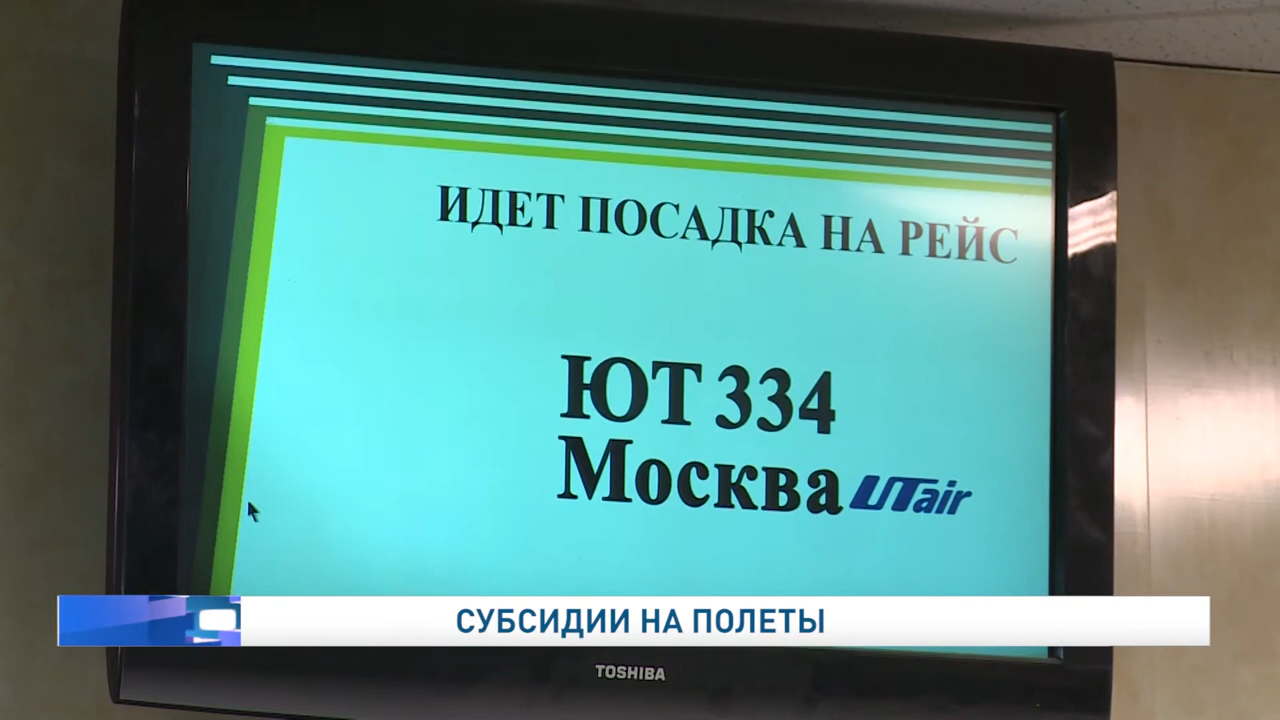 ИДЕТ ПОСАДКА НА РЕЙС
ЮТ 334
Москва UTair
СУБСИДИИ НА ПОЛЕТЫ
TOSHIBA